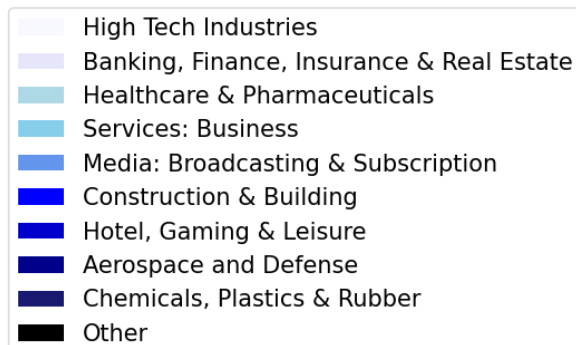 High Tech Industries
Banking, Finance, Insurance & Real Estate
Healthcare & Pharmaceuticals
Services: Business
Media: Broadcasting & Subscription
Construction & Building
Hotel, Gaming & Leisure
Aerospace and Defense
Chemicals, Plastics & Rubber
Other